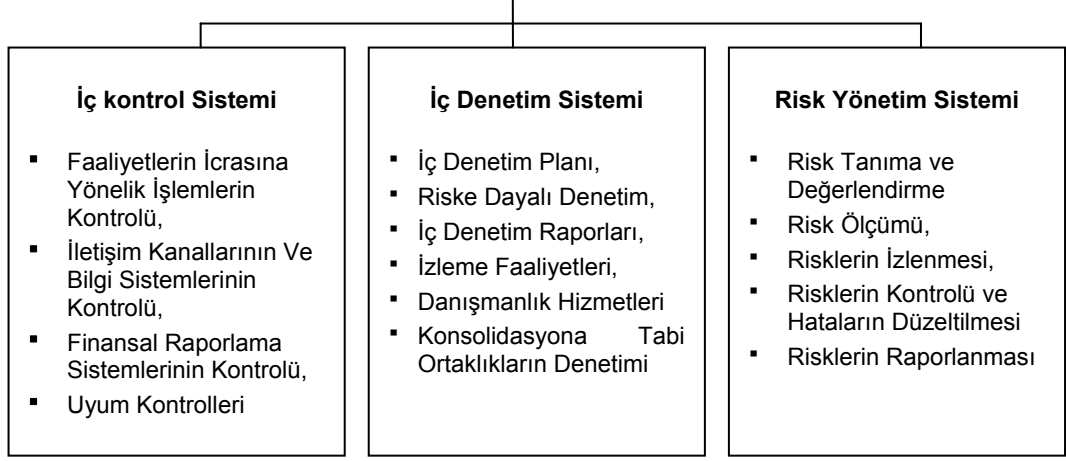 İç kontrol Sistemi
▪ Faaliyetlerin İcrasına
Yönelik İşlemlerin
Kontrolü,
▪ İletişim Kanallarının Ve
Bilgi Sistemlerinin
Kontrolü,
▪ Finansal Raporlama
Sistemlerinin Kontrolü,
▪ Uyum Kontrolleri
İç Denetim Sistemi
▪ İç Denetim Planı,
▪ Riske Dayalı Denetim,
▪ İç Denetim Raporları,
▪ İzleme Faaliyetleri,
▪ Danışmanlık Hizmetleri
▪ Konsolidasyona Tabi
Ortaklıkların Denetimi
Risk Yönetim Sistemi
▪ Risk Tanıma ve
Değerlendirme
▪ Risk Ölçümü,
▪ Risklerin İzlenmesi,
▪ Risklerin Kontrolü ve
Hataların Düzeltilmesi
▪ Risklerin Raporlanması